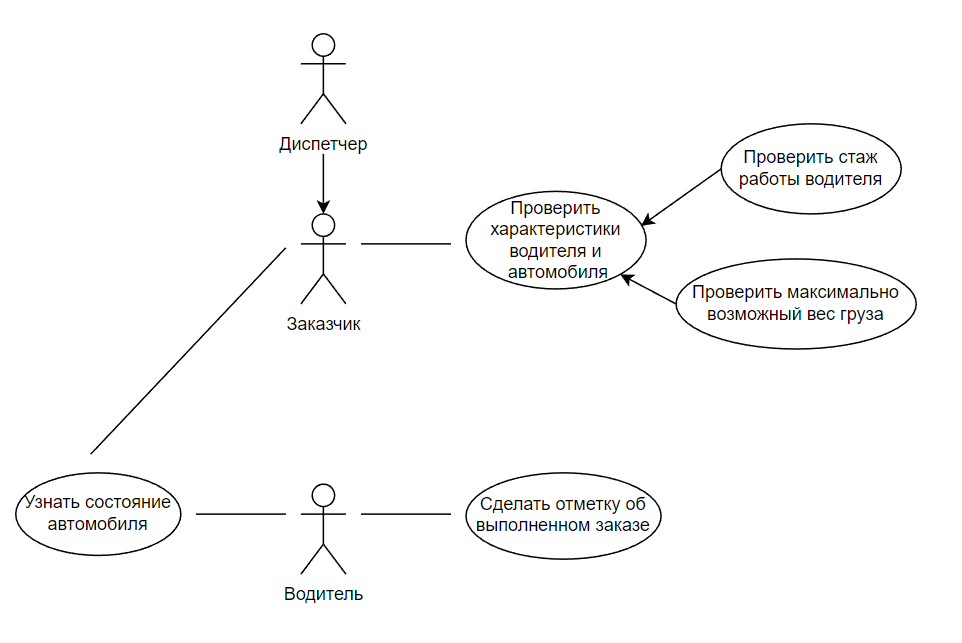 Диспетчер
Проверить стаж
работы водителя
Проверить
характеристики
водителя и
автомобиля
Проверить максимально
возможный вес груза
Заказчик
Узнать состояние
автомобиля
Сделать отметку об
выполненном заказе
Водитель